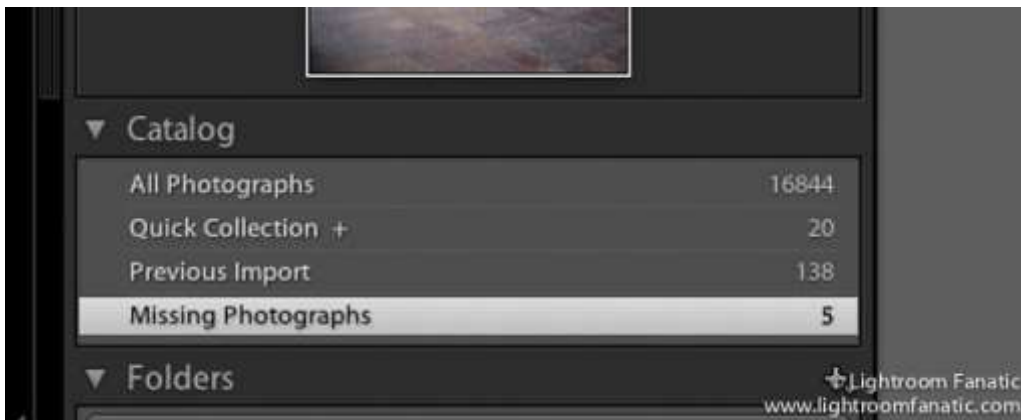 Catalog
All Photographs 16844
Quick Collection + 20
Previous Import 138
Missing Photographs 5
Folders +
Lightroom Fanatic
www.lightroomfanatic.com